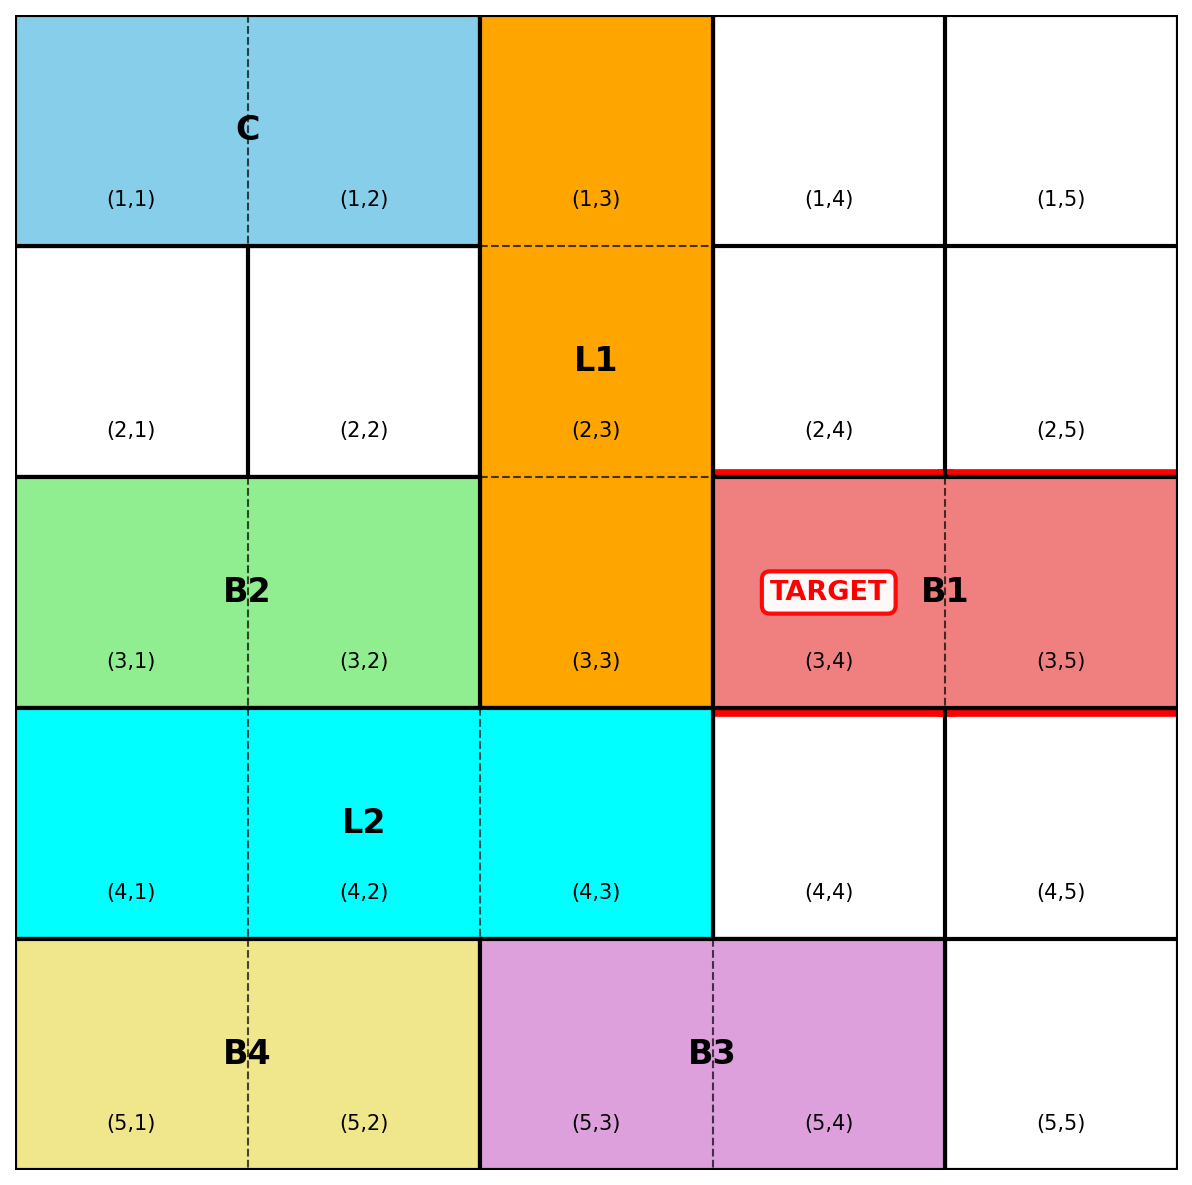 C
(1,1) (1,2) (1,3) (1,4) (1,5)
L1
(2,1) (2,2) (2,3) (2,4) (2,5)
B2 TARGET B1
(3,1) (3,2) (3,3) (3,4) (3,5)
L2
(4,1) (4,2) (4,3) (4,4) (4,5)
B4 B3
(5,1) (5,2) (5,3) (5,4) (5,5)